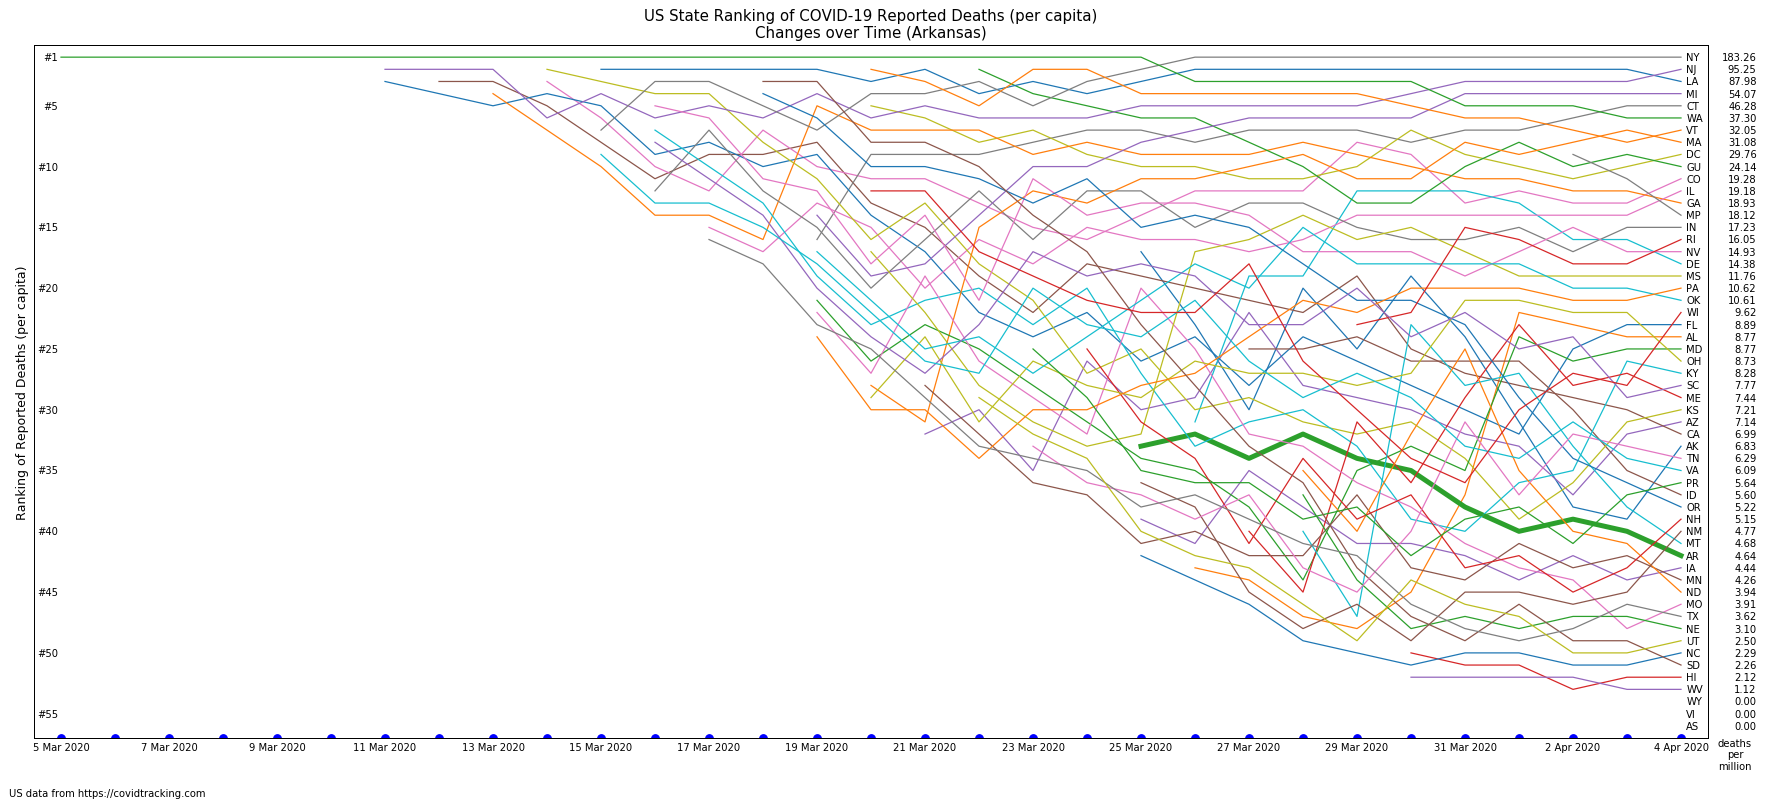 US State Ranking of COVID-19 Reported Deaths (per capita)
Changes over Time (Arkansas)
Ranking of Reported Deaths (per capita)
#1
#5
#10
#15
#20
#25
#30
#35
#40
#45
#50
#55
NY 183.26
NJ 95.25
LA 87.98
MI 54.07
CT 46.28
WA 37.30
VT 32.05
MA 31.08
DC 29.76
GU 24.14
CO 19.28
IL 19.18
GA 18.93
MP 18.12
IN 17.23
RI 16.05
NV 14.93
DE 14.38
MS 11.76
PA 10.62
OK 10.61
WI 9.62
FL 8.89
AL 8.77
MD 8.77
OH 8.73
KY 8.28
SC 7.77
ME 7.44
KS 7.21
AZ 7.14
CA 6.99
AK 6.83
TN 6.29
VA 6.09
PR 5.64
ID 5.60
OR 5.22
NH 5.15
NM 4.77
MT 4.68
AR 4.64
IA 4.44
MN 4.26
ND 3.94
MO 3.91
TX 3.62
NE 3.10
UT 2.50
NC 2.29
SD 2.26
HI 2.12
WV 1.12
WY 0.00
VI 0.00
AS 0.00
5 Mar 2020 7 Mar 2020 9 Mar 2020 11 Mar 2020 13 Mar 2020 15 Mar 2020 17 Mar 2020 19 Mar 2020 21 Mar 2020 23 Mar 2020 25 Mar 2020 27 Mar 2020 29 Mar 2020 31 Mar 2020 2 Apr 2020 4 Apr 2020
deaths
per
million
US data from https://covidtracking.com